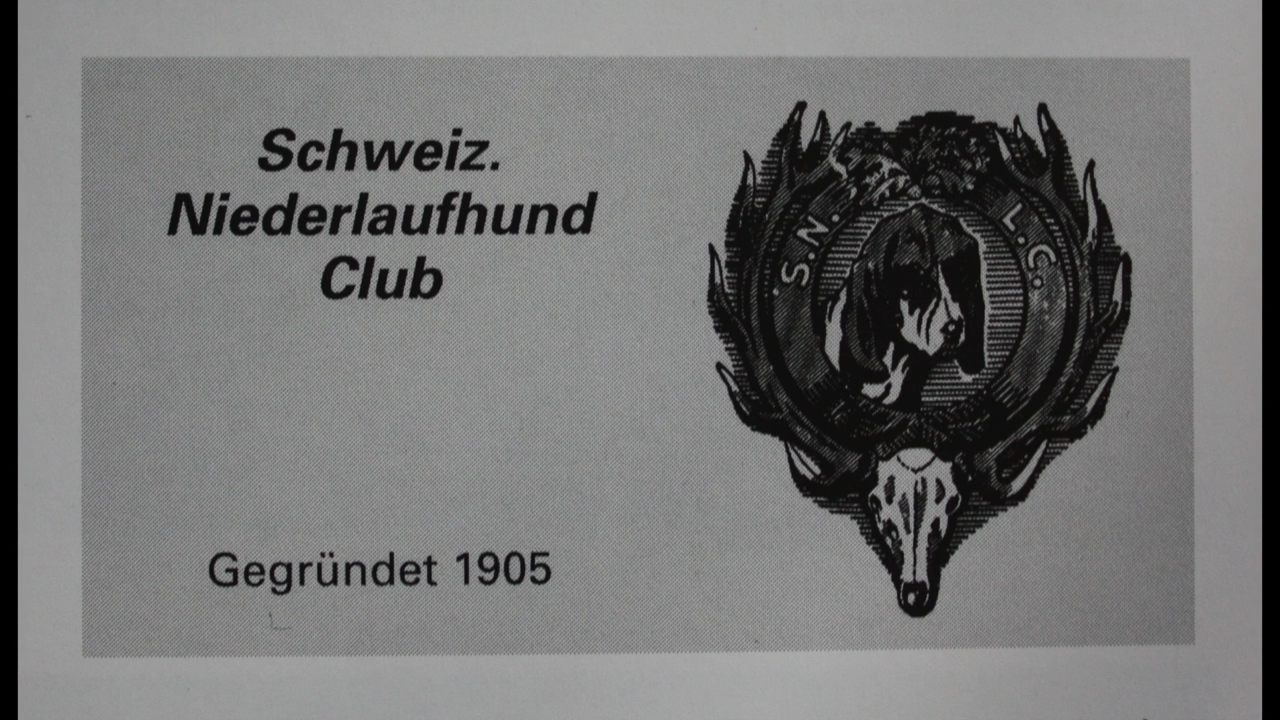 Schweiz.
Niederlaufhund
Club
S.N. L.C.
Gegründet 1905